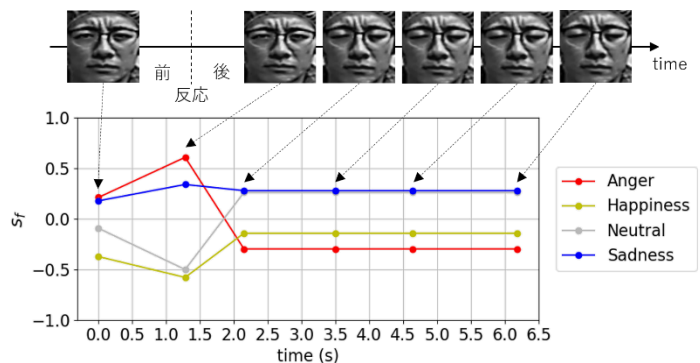 time
前
後
反応
1.0
0.5
0.0
−0.5
−1.0
s_f
0.0 0.5 1.0 1.5 2.0 2.5 3.0 3.5 4.0 4.5 5.0 5.5 6.0 6.5
time (s)
Anger
Happiness
Neutral
Sadness